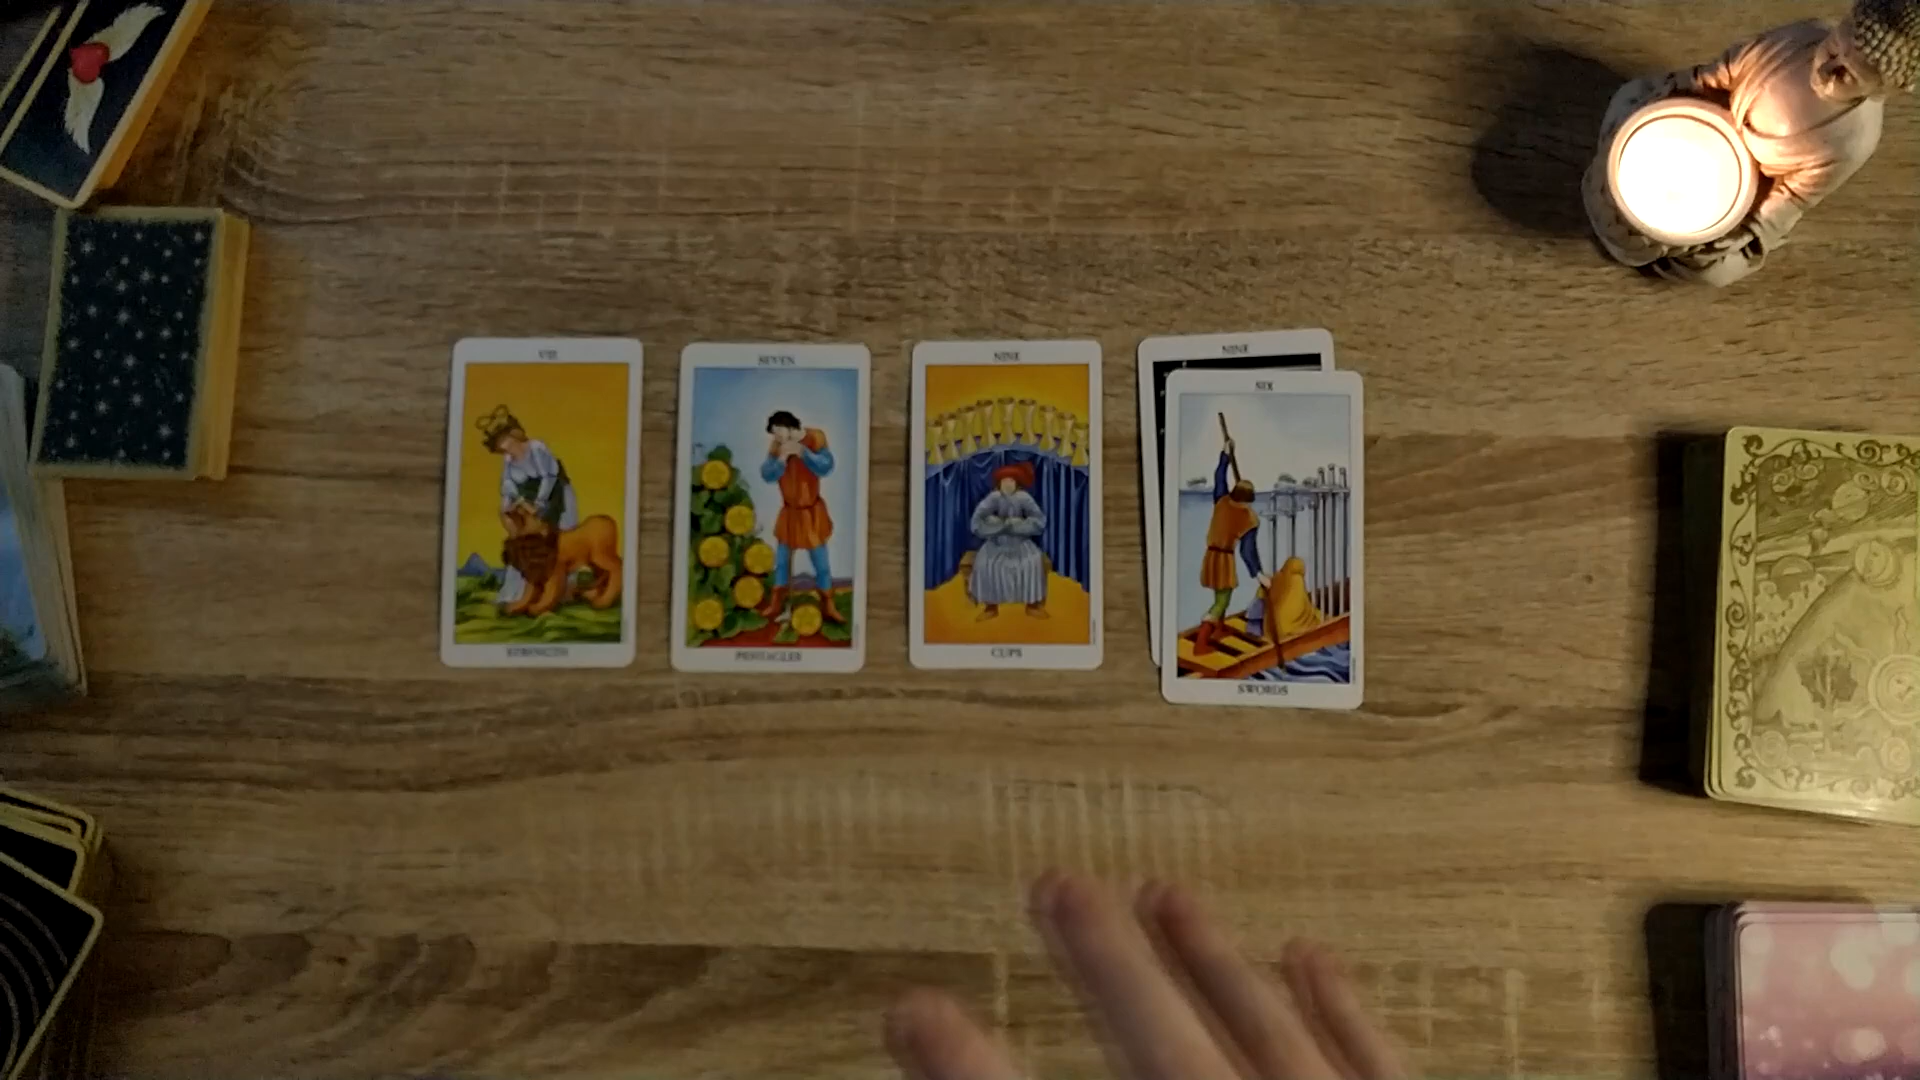 VIII
STRENGTH
SEVEN
PENTACLES
NINE
CUPS
NINE
SIX
SWORDS